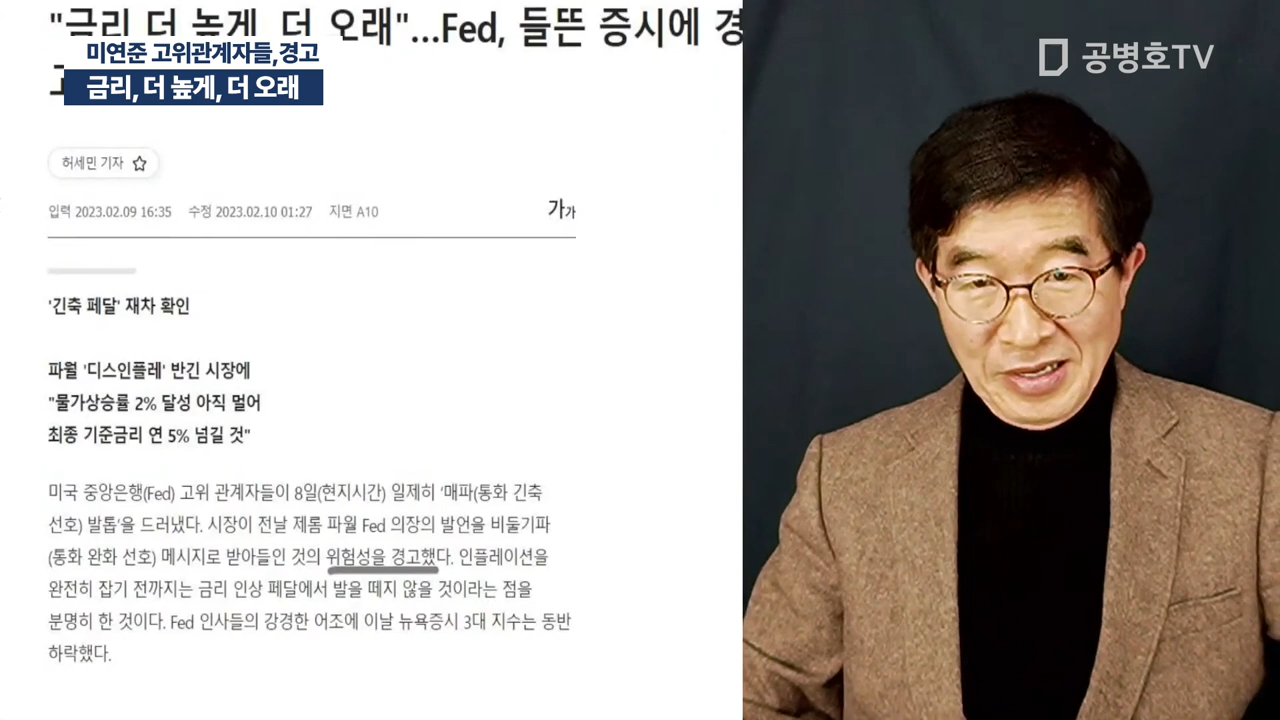 "금리 더 높게, 더 오래"...Fed, 들뜬 증시에 경
미연준 고위관계자들, 경고
금리, 더 높게, 더 오래
공병호TV
허세민 기자
입력 2023.02.09 16:35 수정 2023.02.10 01:27 지면 A10
가가
'긴축 페달' 재차 확인
파월 '디스인플레' 반긴 시장에
"물가상승률 2% 달성 아직 멀어
최종 기준금리 연 5% 넘길 것"
미국 중앙은행(Fed) 고위 관계자들이 8일(현지시간) 일제히 '매파(통화 긴축
선호) 발톱'을 드러냈다. 시장이 전날 제롬 파월 Fed 의장의 발언을 비둘기파
(통화 완화 선호) 메시지로 받아들인 것의 위험성을 경고했다. 인플레이션을
완전히 잡기 전까지는 금리 인상 페달에서 발을 떼지 않을 것이라는 점을
분명히 한 것이다. Fed 인사들의 강경한 어조에 이날 뉴욕증시 3대 지수는 동반
하락했다.